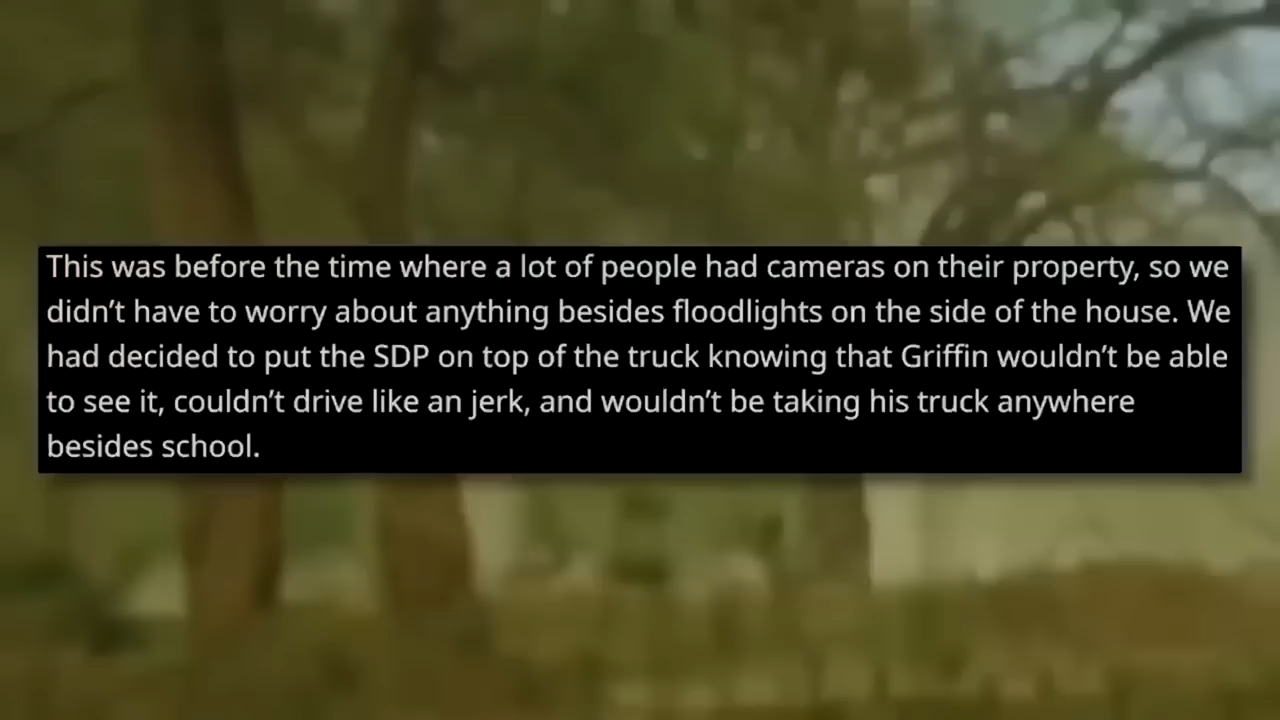 This was before the time where a lot of people had cameras on their property, so we
didn’t have to worry about anything besides floodlights on the side of the house. We
had decided to put the SDP on top of the truck knowing that Griffin wouldn’t be able
to see it, couldn’t drive like an jerk, and wouldn’t be taking his truck anywhere
besides school.